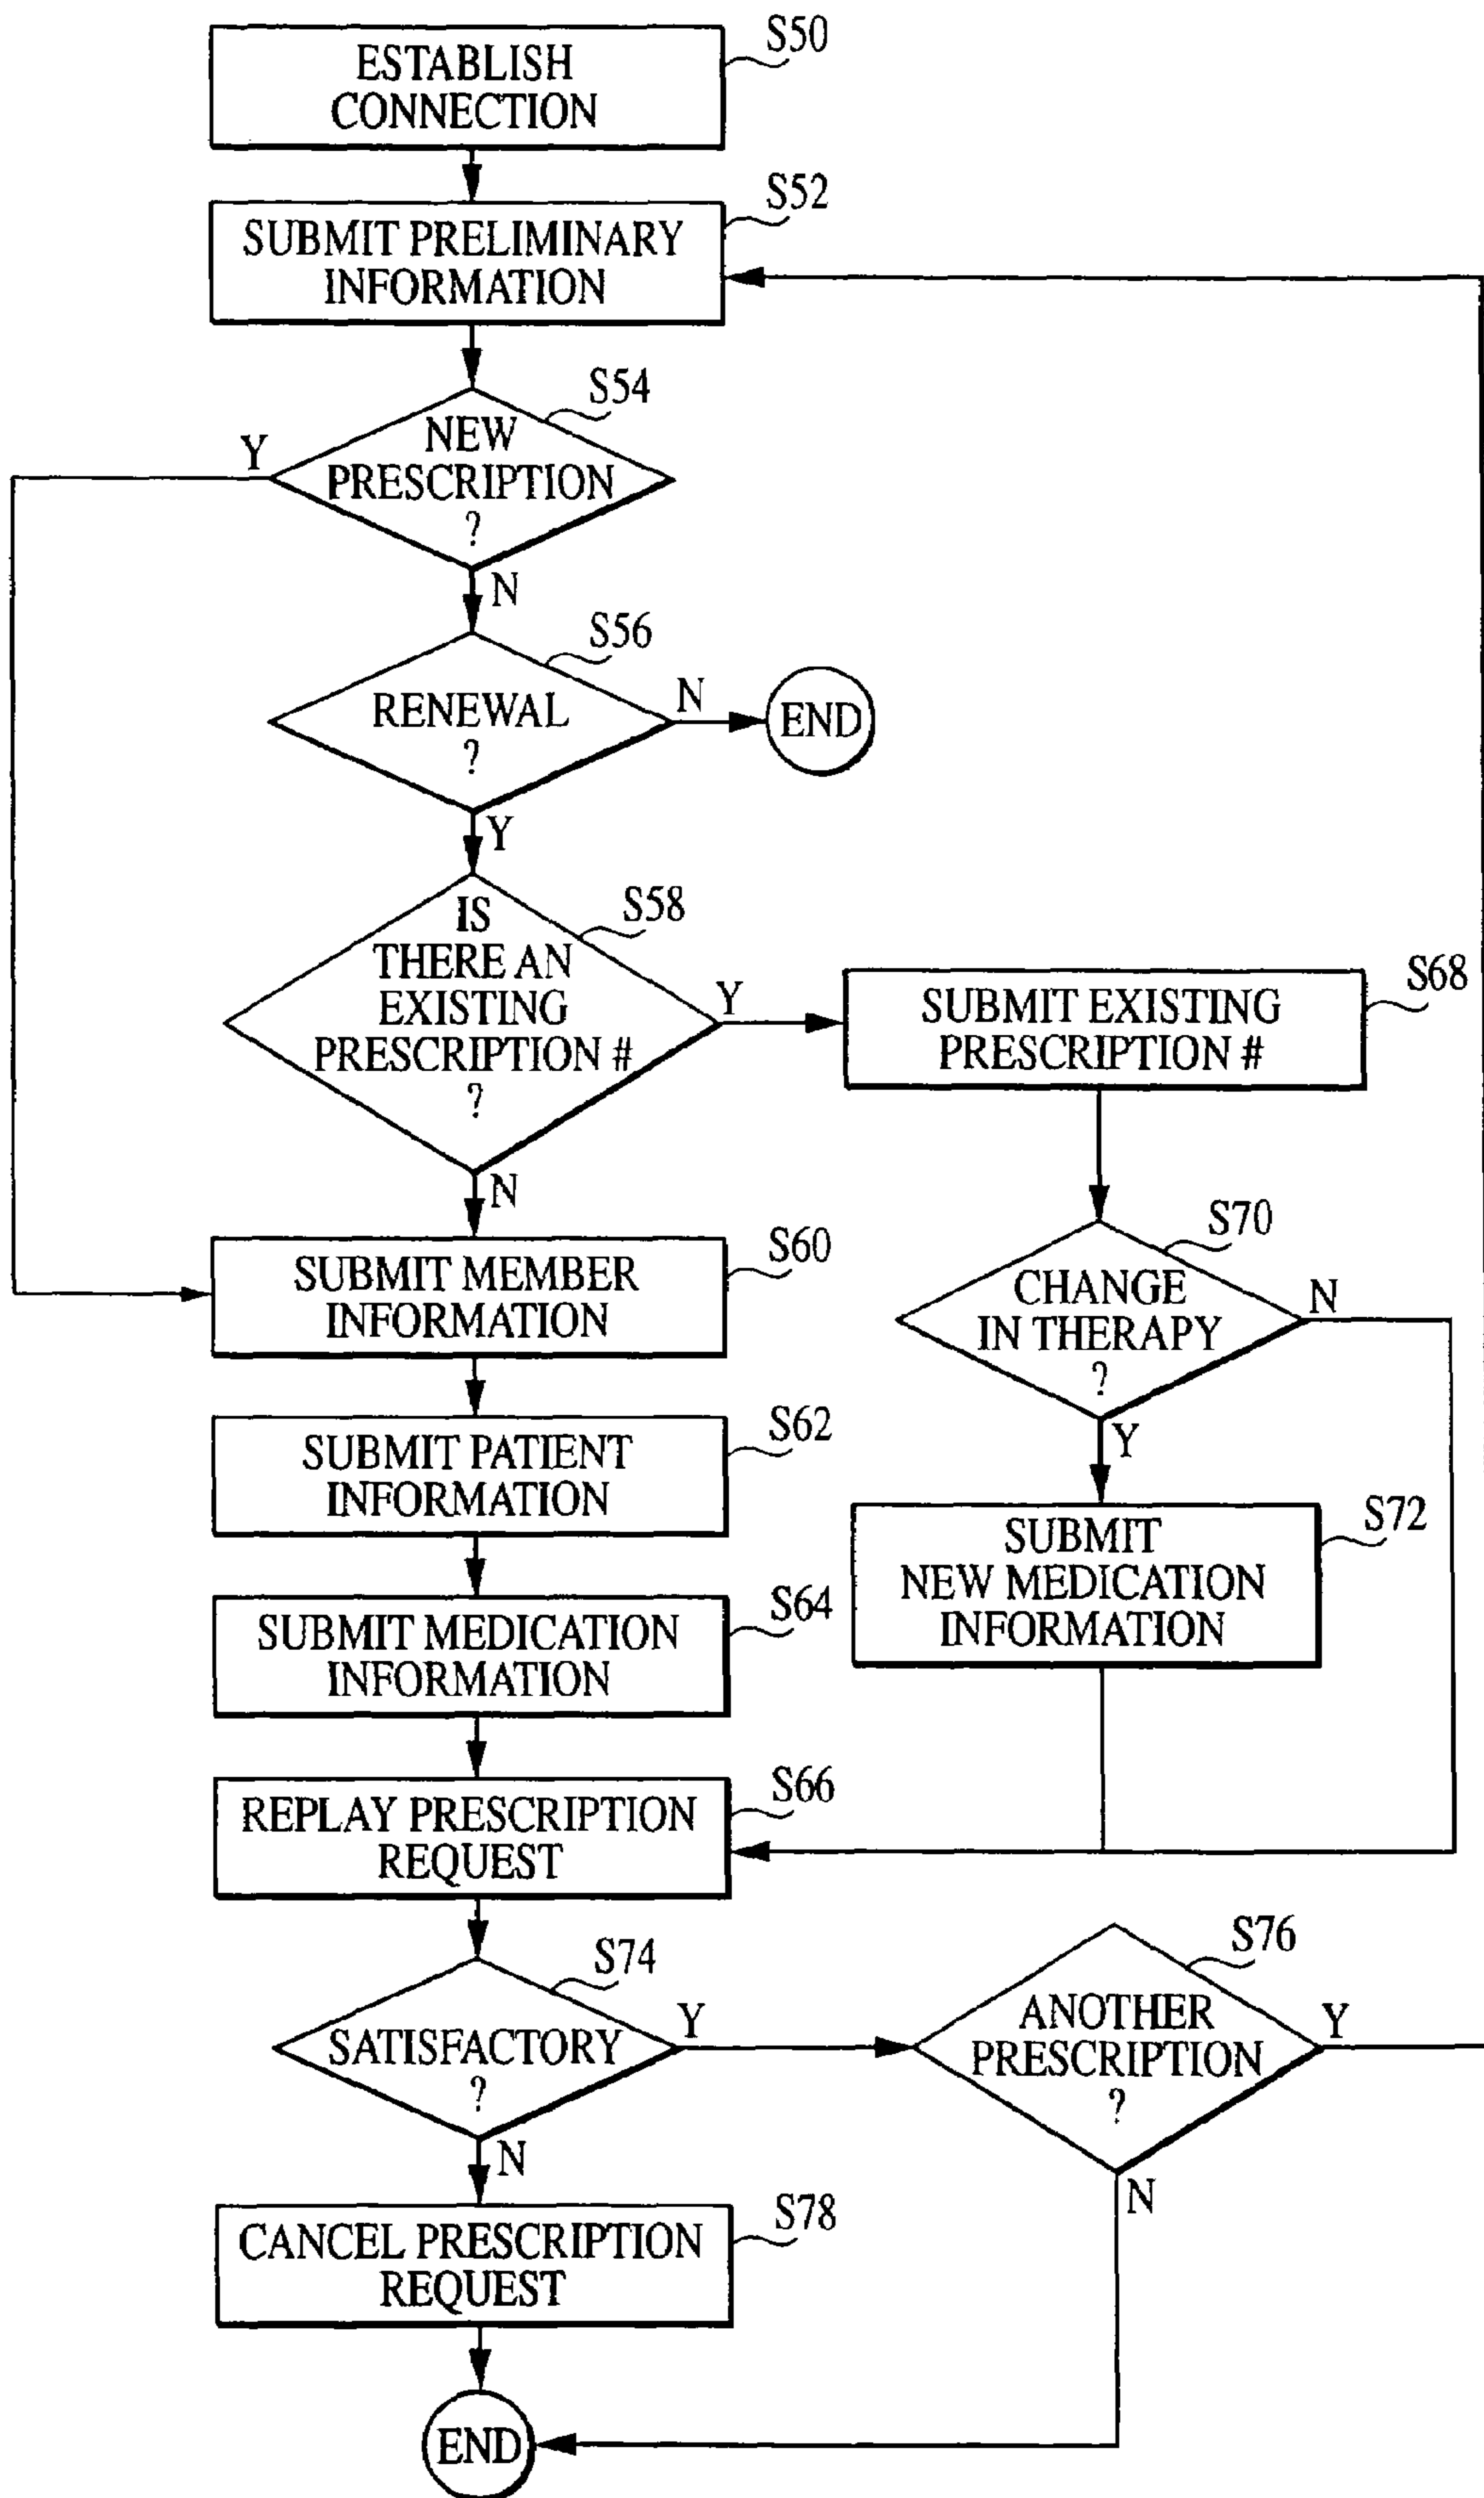 S50
ESTABLISH
CONNECTION
S52
SUBMIT PRELIMINARY
INFORMATION
S54
Y
NEW
PRESCRIPTION
?
N
S56
RENEWAL
?
N
END
Y
S58
IS
THERE AN
EXISTING
PRESCRIPTION #
?
Y
S68
SUBMIT EXISTING
PRESCRIPTION #
N
S60
SUBMIT MEMBER
INFORMATION
S70
CHANGE
IN THERAPY
?
N
Y
S62
SUBMIT PATIENT
INFORMATION
S72
SUBMIT
NEW MEDICATION
INFORMATION
S64
SUBMIT MEDICATION
INFORMATION
S66
REPLAY PRESCRIPTION
REQUEST
S74
SATISFACTORY
?
Y
S76
ANOTHER
PRESCRIPTION
?
Y
N
N
S78
CANCEL PRESCRIPTION
REQUEST
END